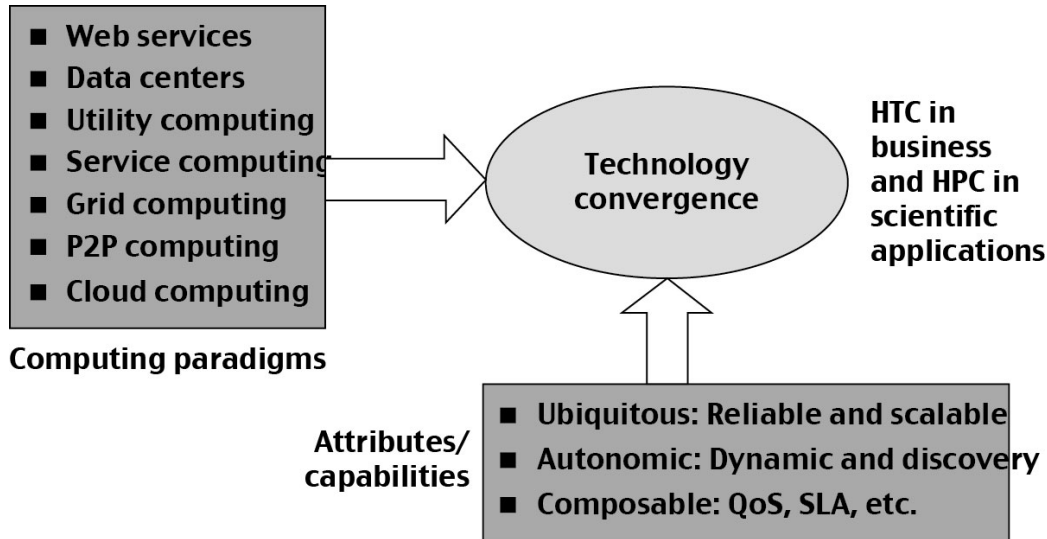 Web services
Data centers
Utility computing
Service computing
Grid computing
P2P computing
Cloud computing
Computing paradigms
Technology
convergence
HTC in
business
and HPC in
scientific
applications
Attributes/
capabilities
Ubiquitous: Reliable and scalable
Autonomic: Dynamic and discovery
Composable: QoS, SLA, etc.